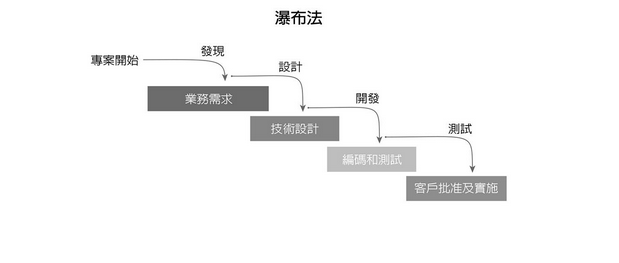 瀑布法
專案開始
發現
設計
開發
測試
業務需求
技術設計
編碼和測試
客戶批准及實施